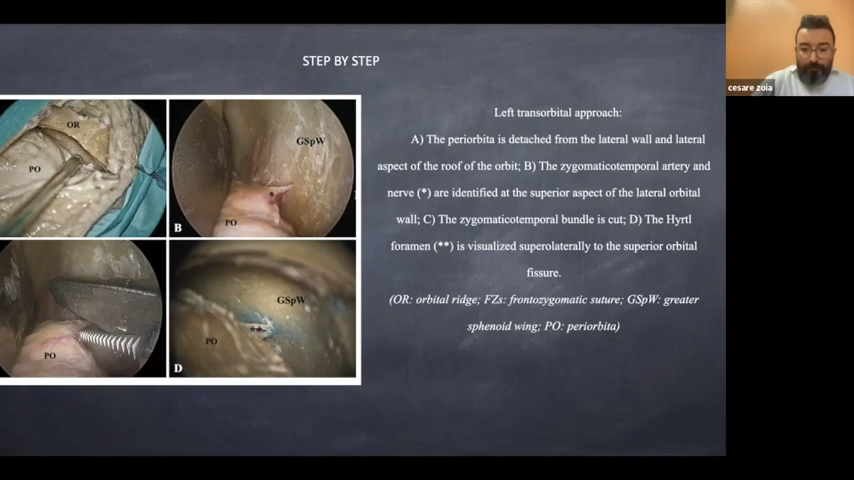 STEP BY STEP
cesare zoia
OR
PO
GSpW
*
PO
B
PO
GSpW
**
PO
D
Left transorbital approach:
A) The periorbita is detached from the lateral wall and lateral
aspect of the roof of the orbit; B) The zygomaticotemporal artery and
nerve (*) are identified at the superior aspect of the lateral orbital
wall; C) The zygomaticotemporal bundle is cut; D) The Hyrtl
foramen (**) is visualized superolaterally to the superior orbital
fissure.
(OR: orbital ridge; FZs: frontozygomatic suture; GSpW: greater
sphenoid wing; PO: periorbita)